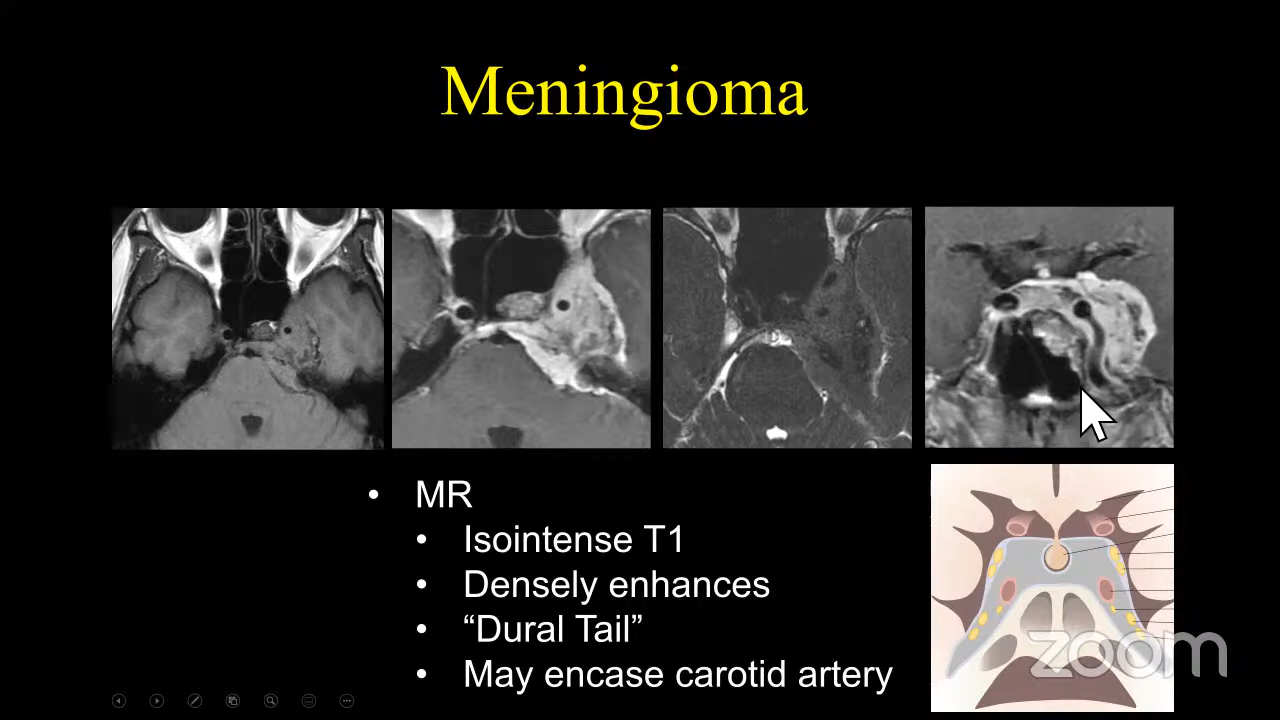 Meningioma
• MR
• Isointense T1
• Densely enhances
• “Dural Tail”
• May encase carotid artery
zoom